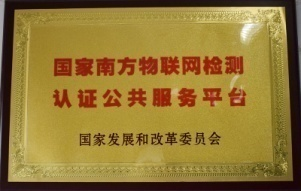 国家南方物联网检测
认证公共服务平台
国家发展和改革委员会